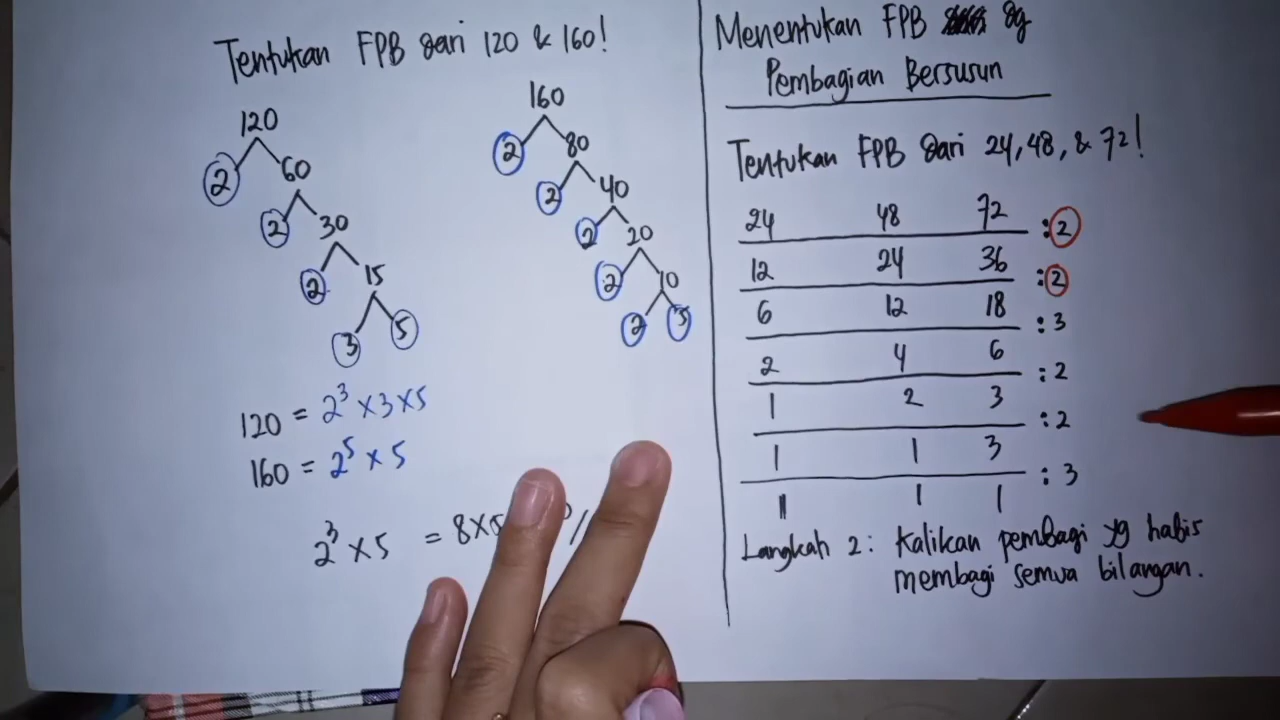 Tentukan FPB dari 120 & 160!
120
2 60
2 30
2 15
3 5
160
2 80
2 40
2 20
2 10
2 5
120 = 2³ × 3 × 5
160 = 2⁵ × 5
2³ × 5 = 8 × 5
Menentukan FPB dg
Pembagian Bersusun
Tentukan FPB dari 24, 48, & 72!
24 48 72 : 2
12 24 36 : 2
6 12 18 : 3
2 4 6 : 2
1 2 3 : 2
1 1 3 : 3
1 1 1
Langkah 2 : Kalikan pembagi yg habis
membagi semua bilangan.